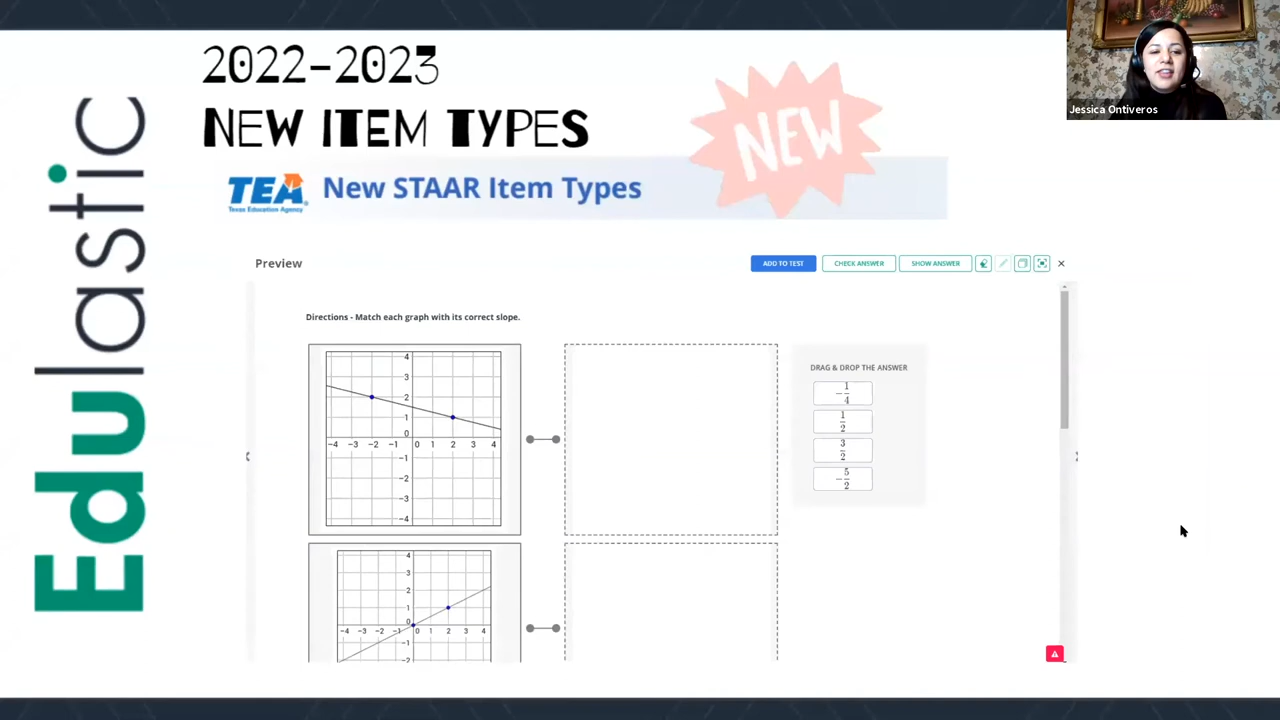 2022-2023
NEW ITEM TYPES
NEW
Jessica Ontiveros
Edulastic
TEA
Texas Education Agency
New STAAR Item Types
Preview
ADD TO TEST
CHECK ANSWER
SHOW ANSWER
Directions - Match each graph with its correct slope.
4
3
2
1
0
-4 -3 -2 -1 0 1 2 3 4
-1
-2
-3
-4
DRAG & DROP THE ANSWER
-1/4
1/2
3/2
-5/2
4
3
2
1
0
-4 -3 -2 -1 0 1 2 3 4
-1
-2